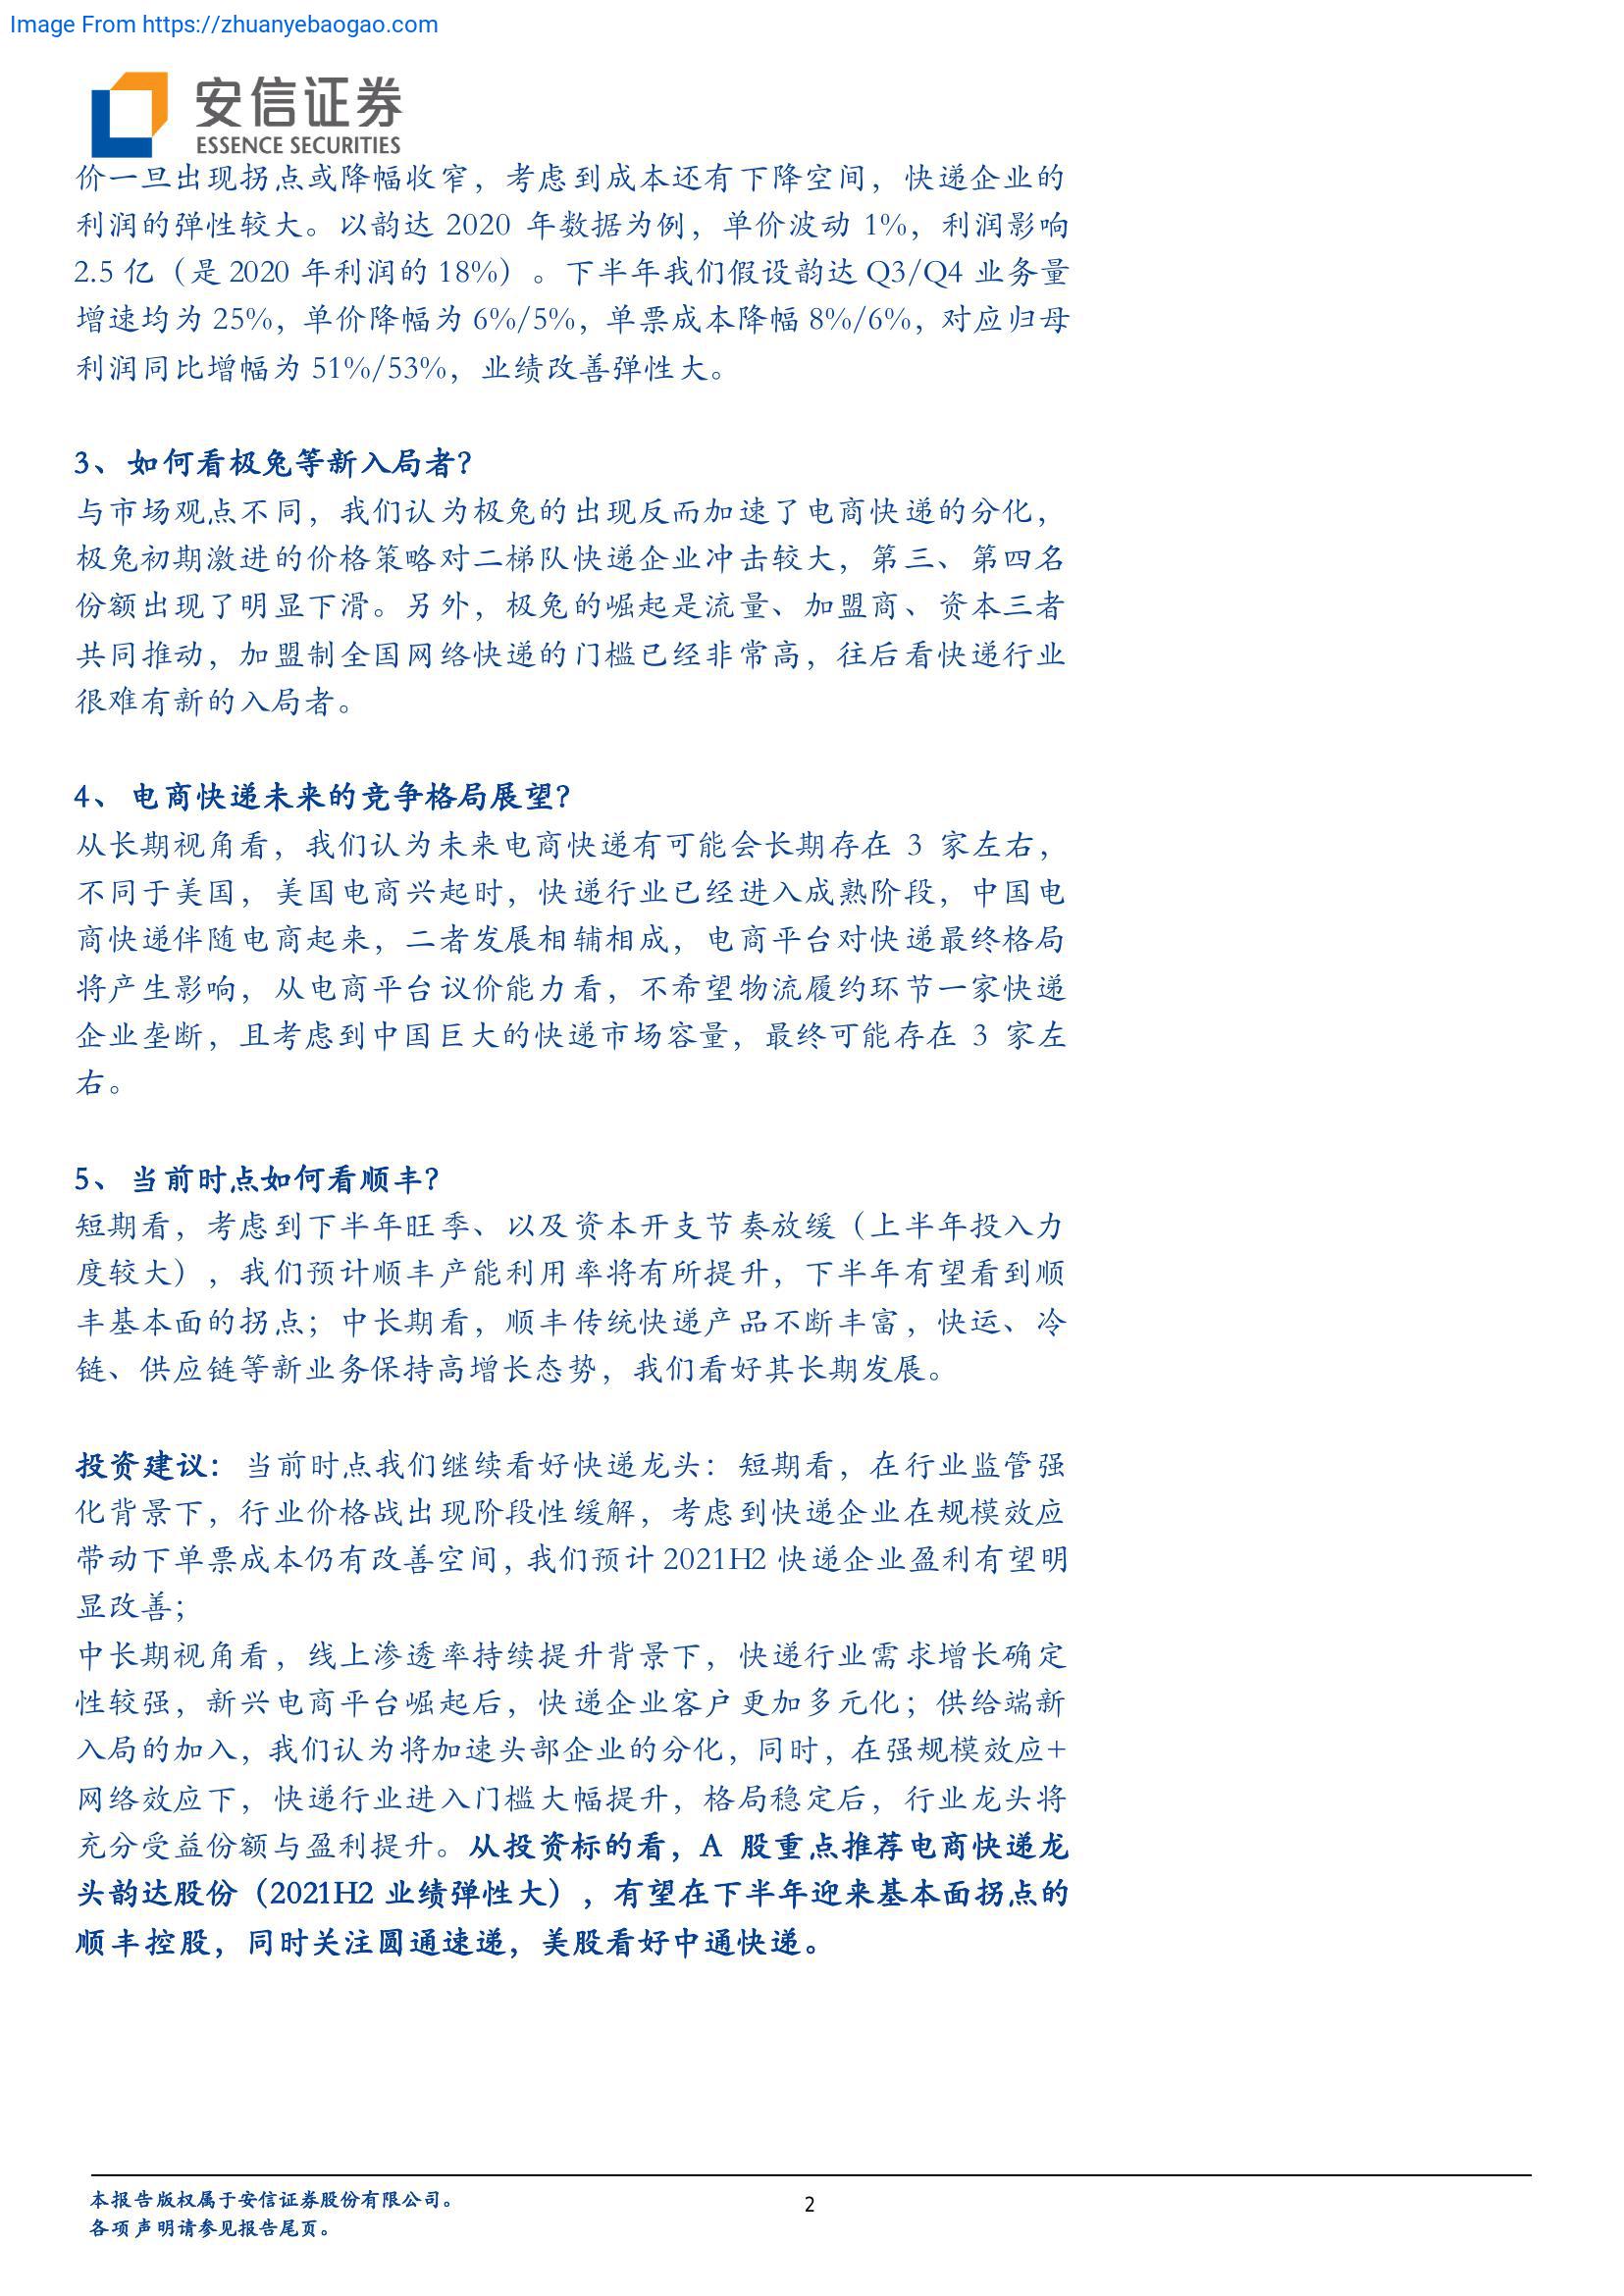 Image From https://zhuanyebaogao.com
安信证券
ESSENCE SECURITIES
价一旦出现拐点或降幅收窄，考虑到成本还有下降空间，快递企业的
利润的弹性较大。以韵达 2020 年数据为例，单价波动 1%，利润影响
2.5 亿（是 2020 年利润的 18%）。下半年我们假设韵达 Q3/Q4 业务量
增速均为 25%，单价降幅为 6%/5%，单票成本降幅 8%/6%，对应归母
利润同比增幅为 51%/53%，业绩改善弹性大。
3、如何看极兔等新入局者？
与市场观点不同，我们认为极兔的出现反而加速了电商快递的分化，
极兔初期激进的价格策略对二梯队快递企业冲击较大，第三、第四名
份额出现了明显下滑。另外，极兔的崛起是流量、加盟商、资本三者
共同推动，加盟制全国网络快递的门槛已经非常高，往后看快递行业
很难有新的入局者。
4、 电商快递未来的竞争格局展望？
从长期视角看，我们认为未来电商快递有可能会长期存在 3 家左右，
不同于美国，美国电商兴起时，快递行业已经进入成熟阶段，中国电
商快递伴随电商起来，二者发展相辅相成，电商平台对快递最终格局
将产生影响，从电商平台议价能力看，不希望物流履约环节一家快递
企业垄断，且考虑到中国巨大的快递市场容量，最终可能存在 3 家左
右。
5、 当前时点如何看顺丰？
短期看，考虑到下半年旺季、以及资本开支节奏放缓（上半年投入力
度较大），我们预计顺丰产能利用率将有所提升，下半年有望看到顺
丰基本面的拐点；中长期看，顺丰传统快递产品不断丰富，快运、冷
链、供应链等新业务保持高增长态势，我们看好其长期发展。
投资建议：当前时点我们继续看好快递龙头：短期看，在行业监管强
化背景下，行业价格战出现阶段性缓解，考虑到快递企业在规模效应
带动下单票成本仍有改善空间，我们预计 2021H2 快递企业盈利有望明
显改善；
中长期视角看，线上渗透率持续提升背景下，快递行业需求增长确定
性较强，新兴电商平台崛起后，快递企业客户更加多元化；供给端新
入局的加入，我们认为将加速头部企业的分化，同时，在强规模效应+
网络效应下，快递行业进入门槛大幅提升，格局稳定后，行业龙头将
充分受益份额与盈利提升。从投资标的看，A 股重点推荐电商快递龙
头韵达股份（2021H2 业绩弹性大），有望在下半年迎来基本面拐点的
顺丰控股，同时关注圆通速递，美股看好中通快递。
本报告版权属于安信证券股份有限公司。
2
各项声明请参见报告尾页。